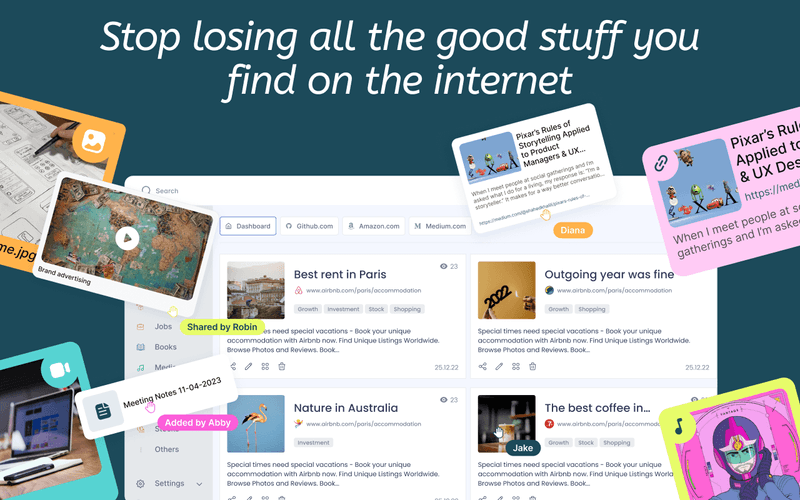 Stop losing all the good stuff you
find on the internet
me.jpg
Brand advertising
Shared by Robin
Meeting Notes 11-04-2023
Added by Abby
Search
Dashboard
Github.com
Amazon.com
Medium.com
Jobs
Books
Others
Settings
Best rent in Paris
23
www.airbnb.com/paris/accommodation
Growth
Investment
Stock
Shopping
Special times need special vacations - Book your unique
accommodation with Airbnb now. Find Unique Listings Worldwide.
Browse Photos and Reviews. Book...
25.12.22
Outgoing year was fine
23
2022
www.airbnb.com/paris/accommodation
Growth
Shopping
Special times need special vacations - Book your unique
accommodation with Airbnb now. Find Unique Listings Worldwide.
Browse Photos and Reviews. Book...
25.12.22
Nature in Australia
23
www.airbnb.com/paris/accommodation
Investment
Special times need special vacations - Book your unique
accommodation with Airbnb now. Find Unique Listings Worldwide.
Browse Photos and Reviews. Book...
The best coffee in...
www.airbnb.com/paris/accommodation
Growth
Stock
Shopping
Jake
Special times need special vacations - Book your unique
accommodation with Airbnb now. Find Unique Listings Worldwide.
Browse Photos and Reviews. Book...
Pixar's Rules of
Storytelling Applied
to Product
Managers & UX...
When I meet people at social gatherings and I'm
asked what I do for a living, my response is: "I'm a
storyteller." It makes for a way better conversatio...
Diana
Pixar's Rul
Applied to
& UX Des
https://med
When I meet people at soc
gatherings and I'm aske